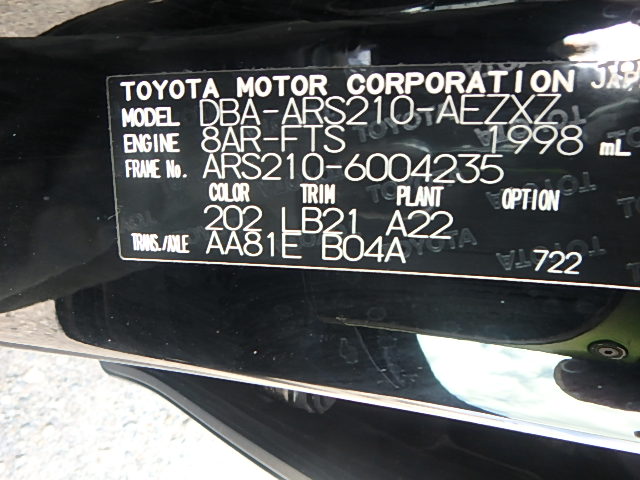 TOYOTA MOTOR CORPORATION JAP
MODEL DBA-ARS210-AEZXZ
ENGINE 8AR-FTS 1998 mL
FRAME No. ARS210-6004235
COLOR TRIM PLANT OPTION
202 LB21 A22
TRANS./AXLE AA81E B04A
722